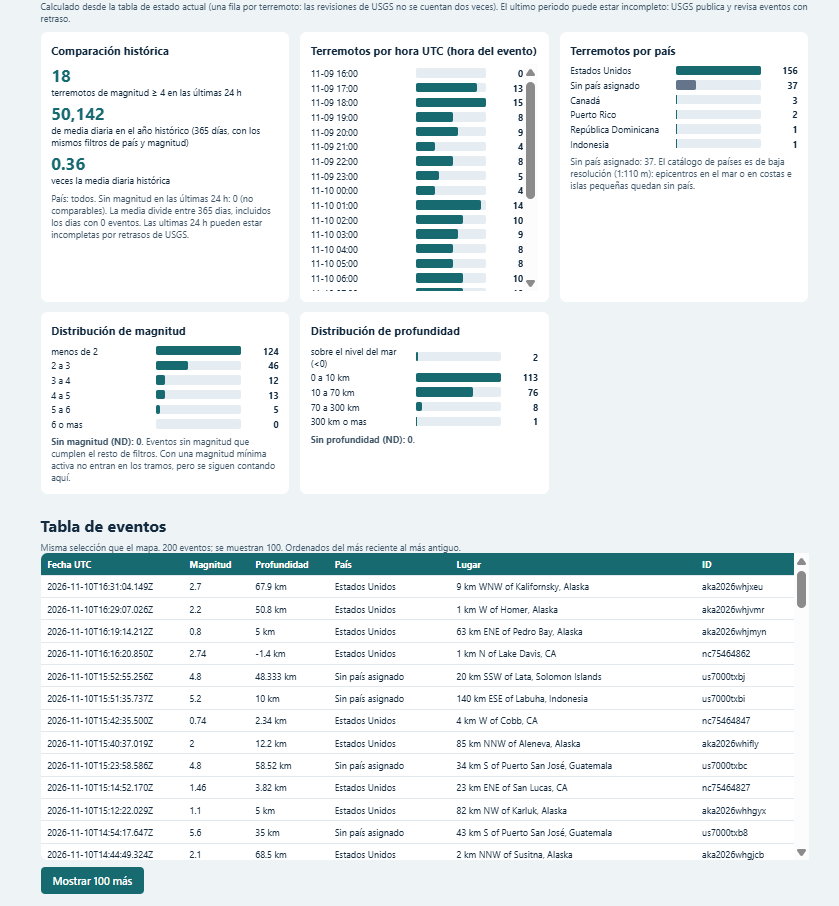 Calculado desde la tabla de estado actual (una fila por terremoto: las revisiones de USGS no se cuentan dos veces). El ultimo periodo puede estar incompleto: USGS publica y revisa eventos con
retraso.
Comparación histórica
18
terremotos de magnitud ≥ 4 en las últimas 24 h
50,142
de media diaria en el año histórico (365 días, con los
mismos filtros de país y magnitud)
0.36
veces la media diaria histórica
País: todos. Sin magnitud en las últimas 24 h: 0 (no
comparables). La media divide entre 365 dias, incluidos
los dias con 0 eventos. Las ultimas 24 h pueden estar
incompletas por retrasos de USGS.
Terremotos por hora UTC (hora del evento)
11-09 16:00 0
11-09 17:00 13
11-09 18:00 15
11-09 19:00 8
11-09 20:00 9
11-09 21:00 4
11-09 22:00 8
11-09 23:00 5
11-10 00:00 4
11-10 01:00 14
11-10 02:00 10
11-10 03:00 9
11-10 04:00 8
11-10 05:00 8
11-10 06:00 10
Terremotos por país
Estados Unidos 156
Sin país asignado 37
Canadá 3
Puerto Rico 2
República Dominicana 1
Indonesia 1
Sin país asignado: 37. El catálogo de países es de baja
resolución (1:110 m): epicentros en el mar o en costas e
islas pequeñas quedan sin país.
Distribución de magnitud
menos de 2 124
2 a 3 46
3 a 4 12
4 a 5 13
5 a 6 5
6 o mas 0
Sin magnitud (ND): 0. Eventos sin magnitud que
cumplen el resto de filtros. Con una magnitud mínima
activa no entran en los tramos, pero se siguen contando
aquí.
Distribución de profundidad
sobre el nivel del mar
(<0) 2
0 a 10 km 113
10 a 70 km 76
70 a 300 km 8
300 km o mas 1
Sin profundidad (ND): 0.
Tabla de eventos
Misma selección que el mapa. 200 eventos; se muestran 100. Ordenados del más reciente al más antiguo.
Fecha UTC Magnitud Profundidad País Lugar ID
2026-11-10T16:31:04.149Z 2.7 67.9 km Estados Unidos 9 km WNW of Kalifornsky, Alaska aka2026whjxeu
2026-11-10T16:29:07.026Z 2.2 50.8 km Estados Unidos 1 km W of Homer, Alaska aka2026whjvmr
2026-11-10T16:19:14.212Z 0.8 5 km Estados Unidos 63 km ENE of Pedro Bay, Alaska aka2026whjmyn
2026-11-10T16:16:20.850Z 2.74 -1.4 km Estados Unidos 1 km N of Lake Davis, CA nc75464862
2026-11-10T15:52:55.256Z 4.8 48.333 km Sin país asignado 20 km SSW of Lata, Solomon Islands us7000txbj
2026-11-10T15:51:35.737Z 5.2 10 km Sin país asignado 140 km ESE of Labuha, Indonesia us7000txbi
2026-11-10T15:42:35.500Z 0.74 2.34 km Estados Unidos 4 km W of Cobb, CA nc75464847
2026-11-10T15:40:37.019Z 2 12.2 km Estados Unidos 85 km NNW of Aleneva, Alaska aka2026whifly
2026-11-10T15:23:58.586Z 4.8 58.52 km Sin país asignado 34 km S of Puerto San José, Guatemala us7000txbc
2026-11-10T15:14:52.170Z 1.46 3.82 km Estados Unidos 23 km ENE of San Lucas, CA nc75464827
2026-11-10T15:12:22.029Z 1.1 5 km Estados Unidos 82 km NW of Karluk, Alaska aka2026whhgyx
2026-11-10T14:54:17.647Z 5.6 35 km Sin país asignado 43 km S of Puerto San José, Guatemala us7000txb8
2026-11-10T14:44:49.324Z 2.1 68.5 km Estados Unidos 2 km NNW of Susitna, Alaska aka2026whgjcb
Mostrar 100 más